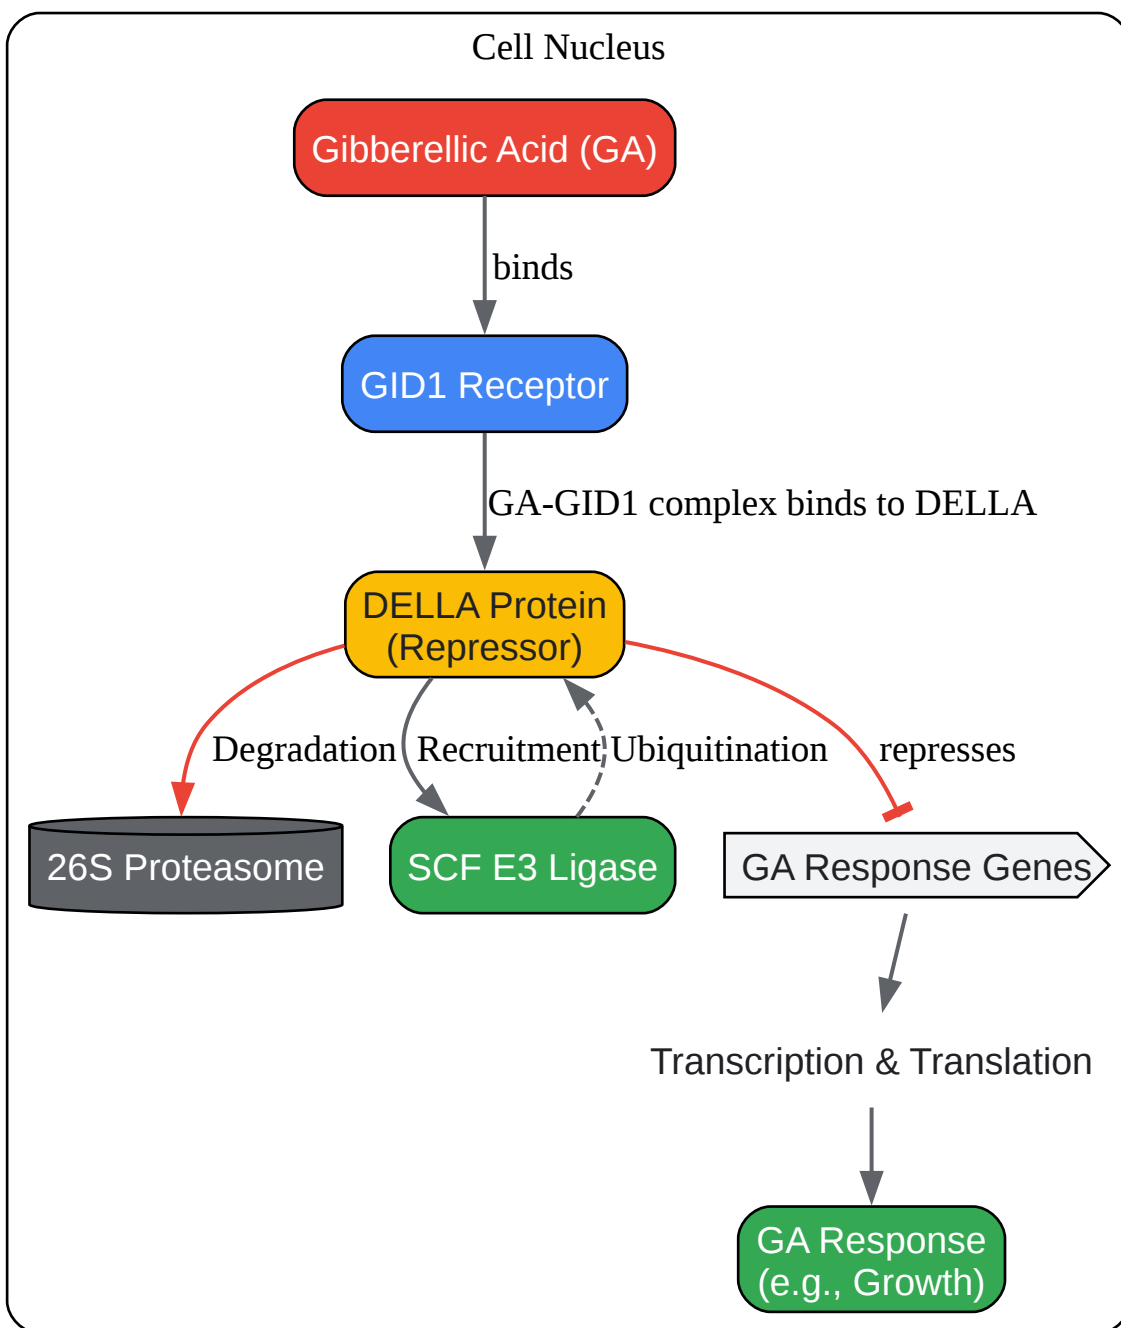 Cell Nucleus
Gibberellic Acid (GA)
binds
GID1 Receptor
GA-GID1 complex binds to DELLA
DELLA Protein
(Repressor)
Degradation
Recruitment
Ubiquitination
represses
26S Proteasome
SCF E3 Ligase
GA Response Genes
Transcription & Translation
GA Response
(e.g., Growth)